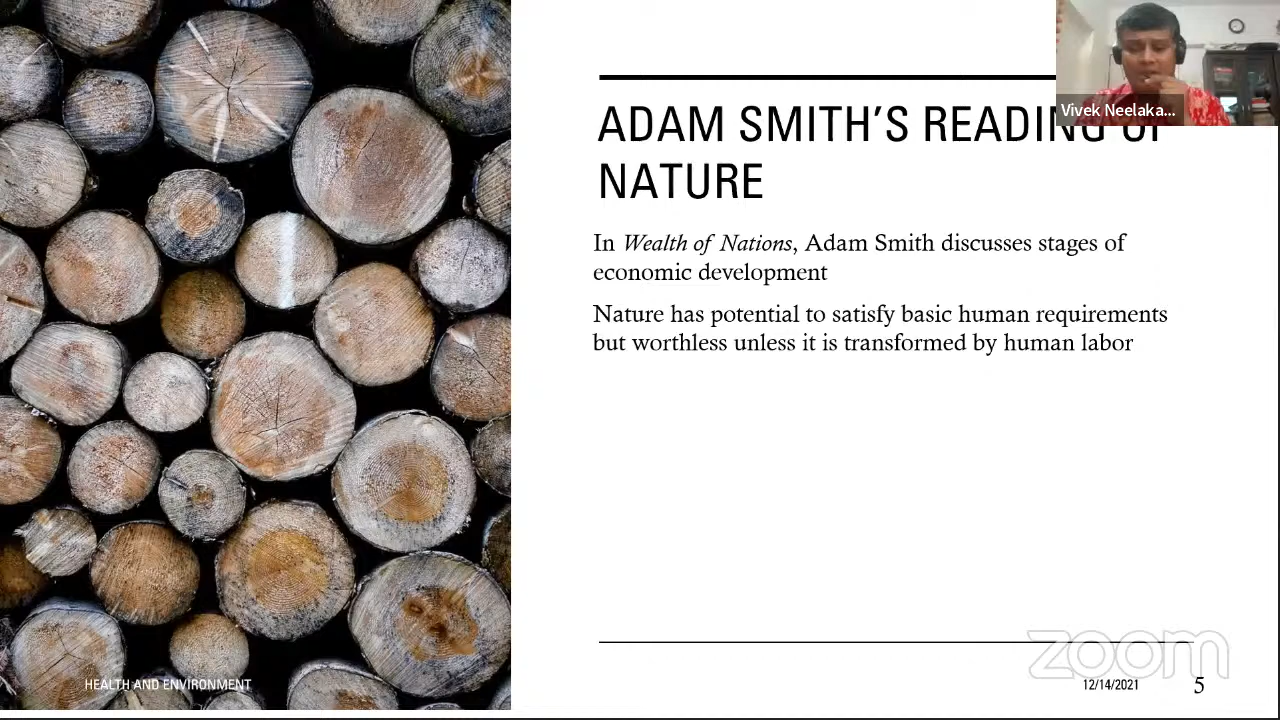 Vivek Neelaka...
ADAM SMITH'S READING OF
NATURE
In Wealth of Nations, Adam Smith discusses stages of
economic development
Nature has potential to satisfy basic human requirements
but worthless unless it is transformed by human labor
zoom
HEALTH AND ENVIRONMENT
12/14/2021
5